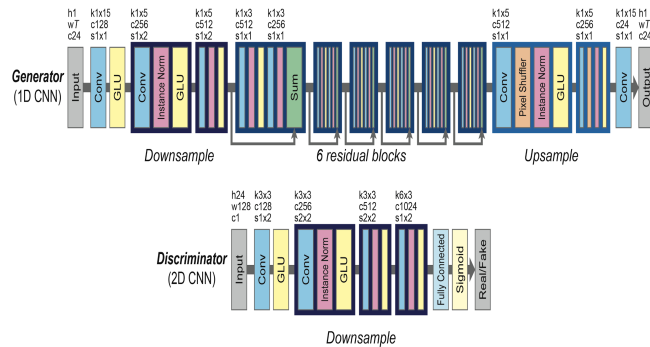 h1
wT
c24
k1x15
c128
s1x1
k1x5
c256
s1x2
k1x5
c512
s1x2
k1x3
c512
s1x1
k1x3
c256
s1x1
k1x5
c512
s1x1
k1x5
c256
s1x1
k1x15
c24
s1x1
h1
wT
c24
Generator
(1D CNN)
Input
Conv
GLU
Conv
Instance Norm
GLU
Sum
Conv
Pixel Shuffler
Instance Norm
GLU
Conv
Output
Downsample
6 residual blocks
Upsample
h24
w128
c1
k3x3
c128
s1x2
k3x3
c256
s2x2
k3x3
c512
s2x2
k6x3
c1024
s1x2
Discriminator
(2D CNN)
Input
Conv
GLU
Conv
Instance Norm
GLU
Fully Connected
Sigmoid
Real/Fake
Downsample